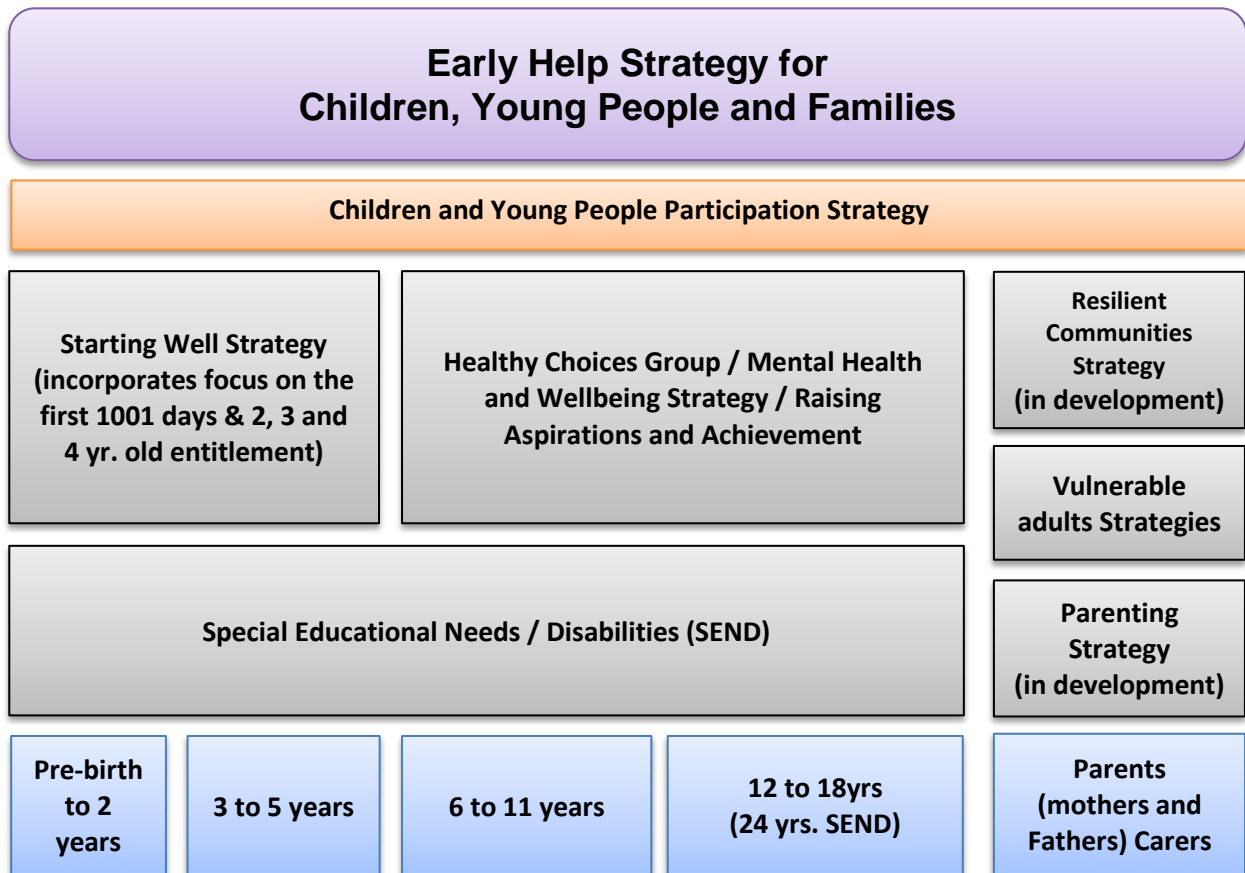 Early Help Strategy for
Children, Young People and Families
Children and Young People Participation Strategy
Starting Well Strategy
(incorporates focus on the
first 1001 days & 2, 3 and
4 yr. old entitlement)
Healthy Choices Group / Mental Health
and Wellbeing Strategy / Raising
Aspirations and Achievement
Resilient
Communities
Strategy
(in development)
Vulnerable
adults Strategies
Special Educational Needs / Disabilities (SEND)
Parenting
Strategy
(in development)
Pre-birth
to 2
years
3 to 5 years
6 to 11 years
12 to 18yrs
(24 yrs. SEND)
Parents
(mothers and
Fathers) Carers